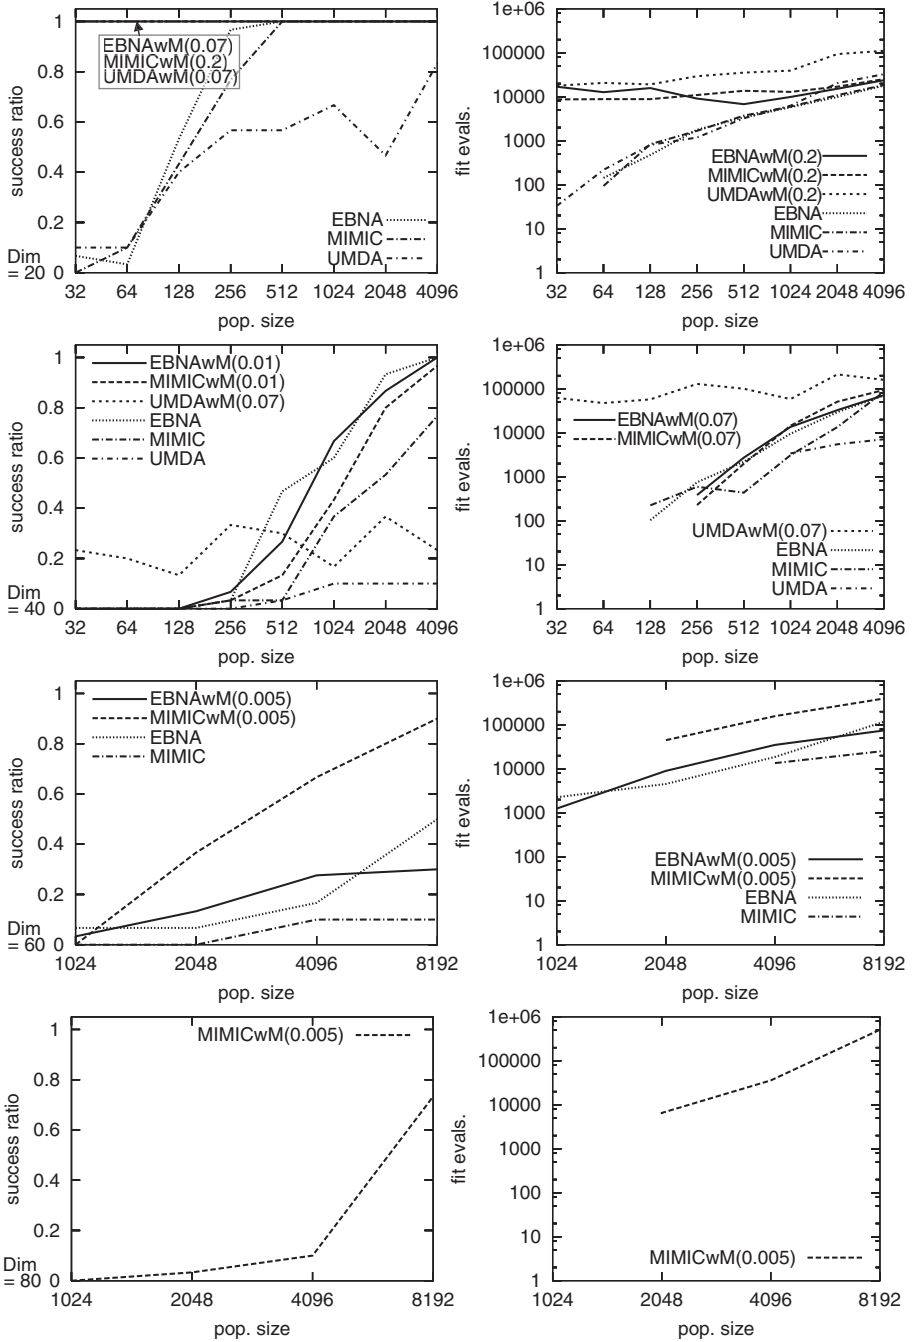 1
0.8
0.6
0.4
0.2
0
success ratio
Dim
= 20
EBNAwM(0.07)
MIMICwM(0.2)
UMDAwM(0.07)
EBNA
MIMIC
UMDA
32 64 128 256 512 1024 2048 4096
pop. size
1e+06
100000
10000
1000
100
10
1
fit evals.
EBNAwM(0.2)
MIMICwM(0.2)
UMDAwM(0.2)
EBNA
MIMIC
UMDA
32 64 128 256 512 1024 2048 4096
pop. size
1
0.8
0.6
0.4
0.2
0
success ratio
Dim
= 40
EBNAwM(0.01)
MIMICwM(0.01)
UMDAwM(0.07)
EBNA
MIMIC
UMDA
32 64 128 256 512 1024 2048 4096
pop. size
1e+06
100000
10000
1000
100
10
1
fit evals.
EBNAwM(0.07)
MIMICwM(0.07)
UMDAwM(0.07)
EBNA
MIMIC
UMDA
32 64 128 256 512 1024 2048 4096
pop. size
1
0.8
0.6
0.4
0.2
0
success ratio
Dim
= 60
EBNAwM(0.005)
MIMICwM(0.005)
EBNA
MIMIC
1024 2048 4096 8192
pop. size
1e+06
100000
10000
1000
100
10
1
fit evals.
EBNAwM(0.005)
MIMICwM(0.005)
EBNA
MIMIC
1024 2048 4096 8192
pop. size
1
0.8
0.6
0.4
0.2
0
success ratio
Dim
= 80
MIMICwM(0.005)
1024 2048 4096 8192
pop. size
1e+06
100000
10000
1000
100
10
1
fit evals.
MIMICwM(0.005)
1024 2048 4096 8192
pop. size